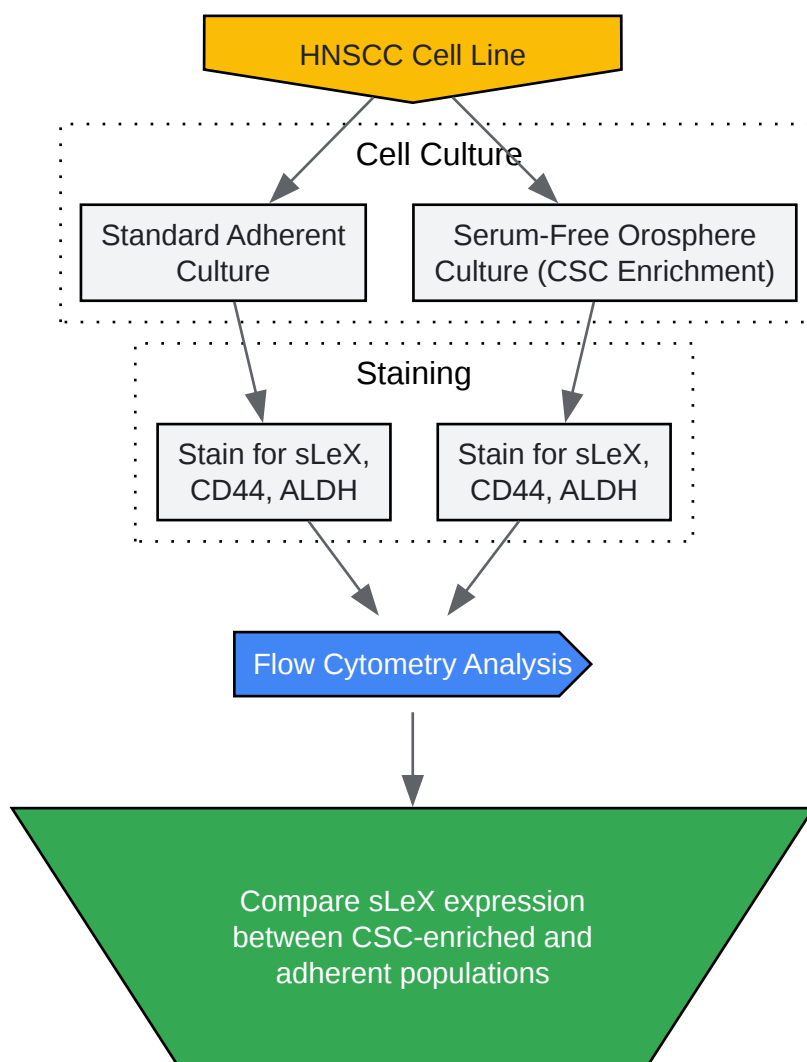 HNSCC Cell Line
Cell Culture
Standard Adherent
Culture
Serum-Free Orosphere
Culture (CSC Enrichment)
Staining
Stain for sLeX,
CD44, ALDH
Stain for sLeX,
CD44, ALDH
Flow Cytometry Analysis
Compare sLeX expression
between CSC-enriched and
adherent populations